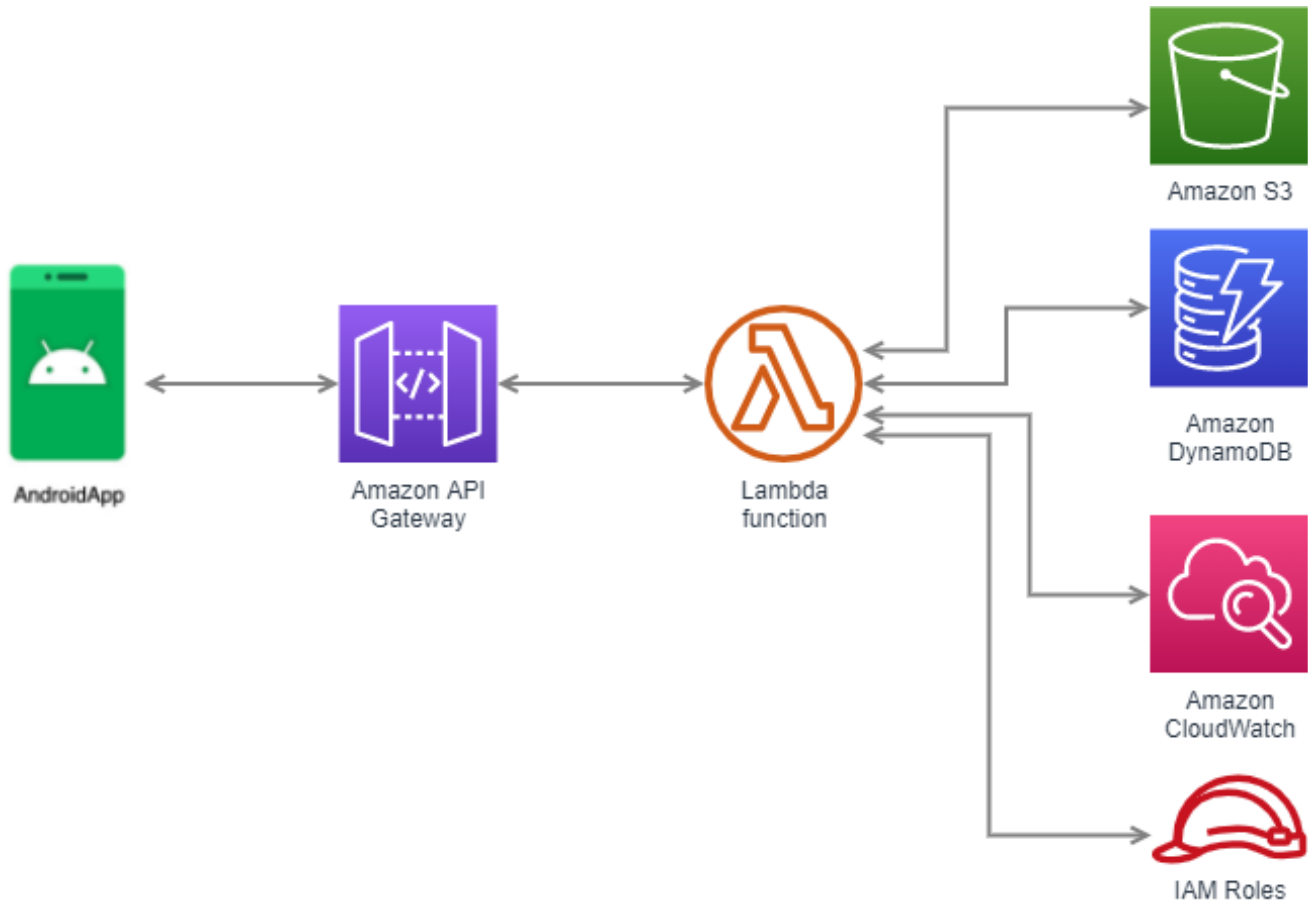 Amazon S3
AndroidApp
Amazon API
Gateway
</>
Lambda
function
Amazon
DynamoDB
Amazon
CloudWatch
IAM Roles